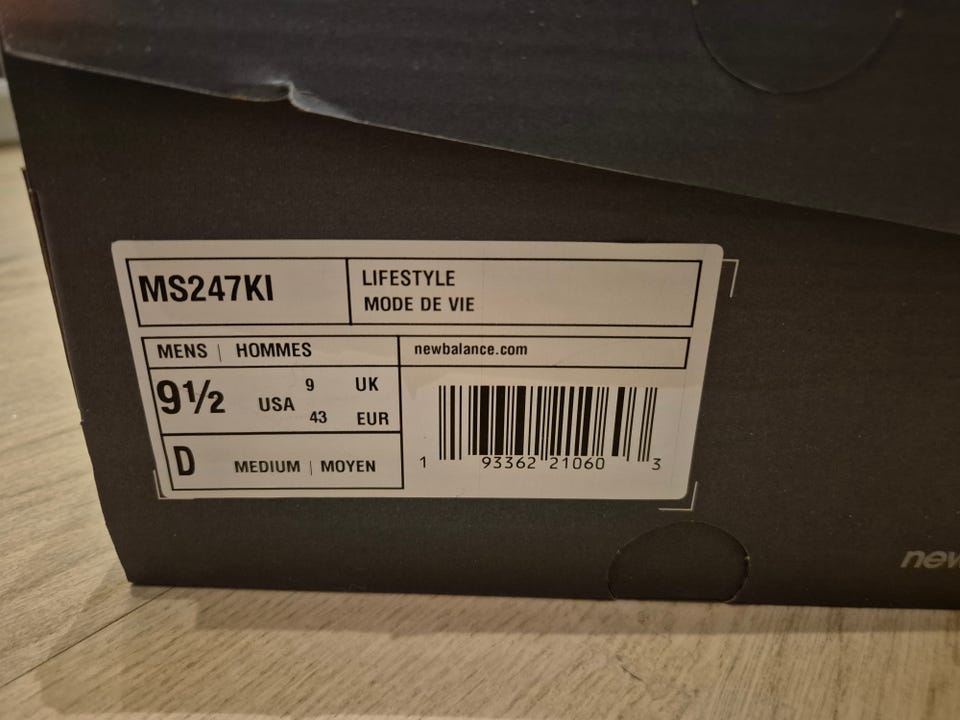 MS247KI
LIFESTYLE
MODE DE VIE
MENS | HOMMES
newbalance.com
9½ USA 9 UK
43 EUR
D MEDIUM | MOYEN
1 93362 21060 3
new